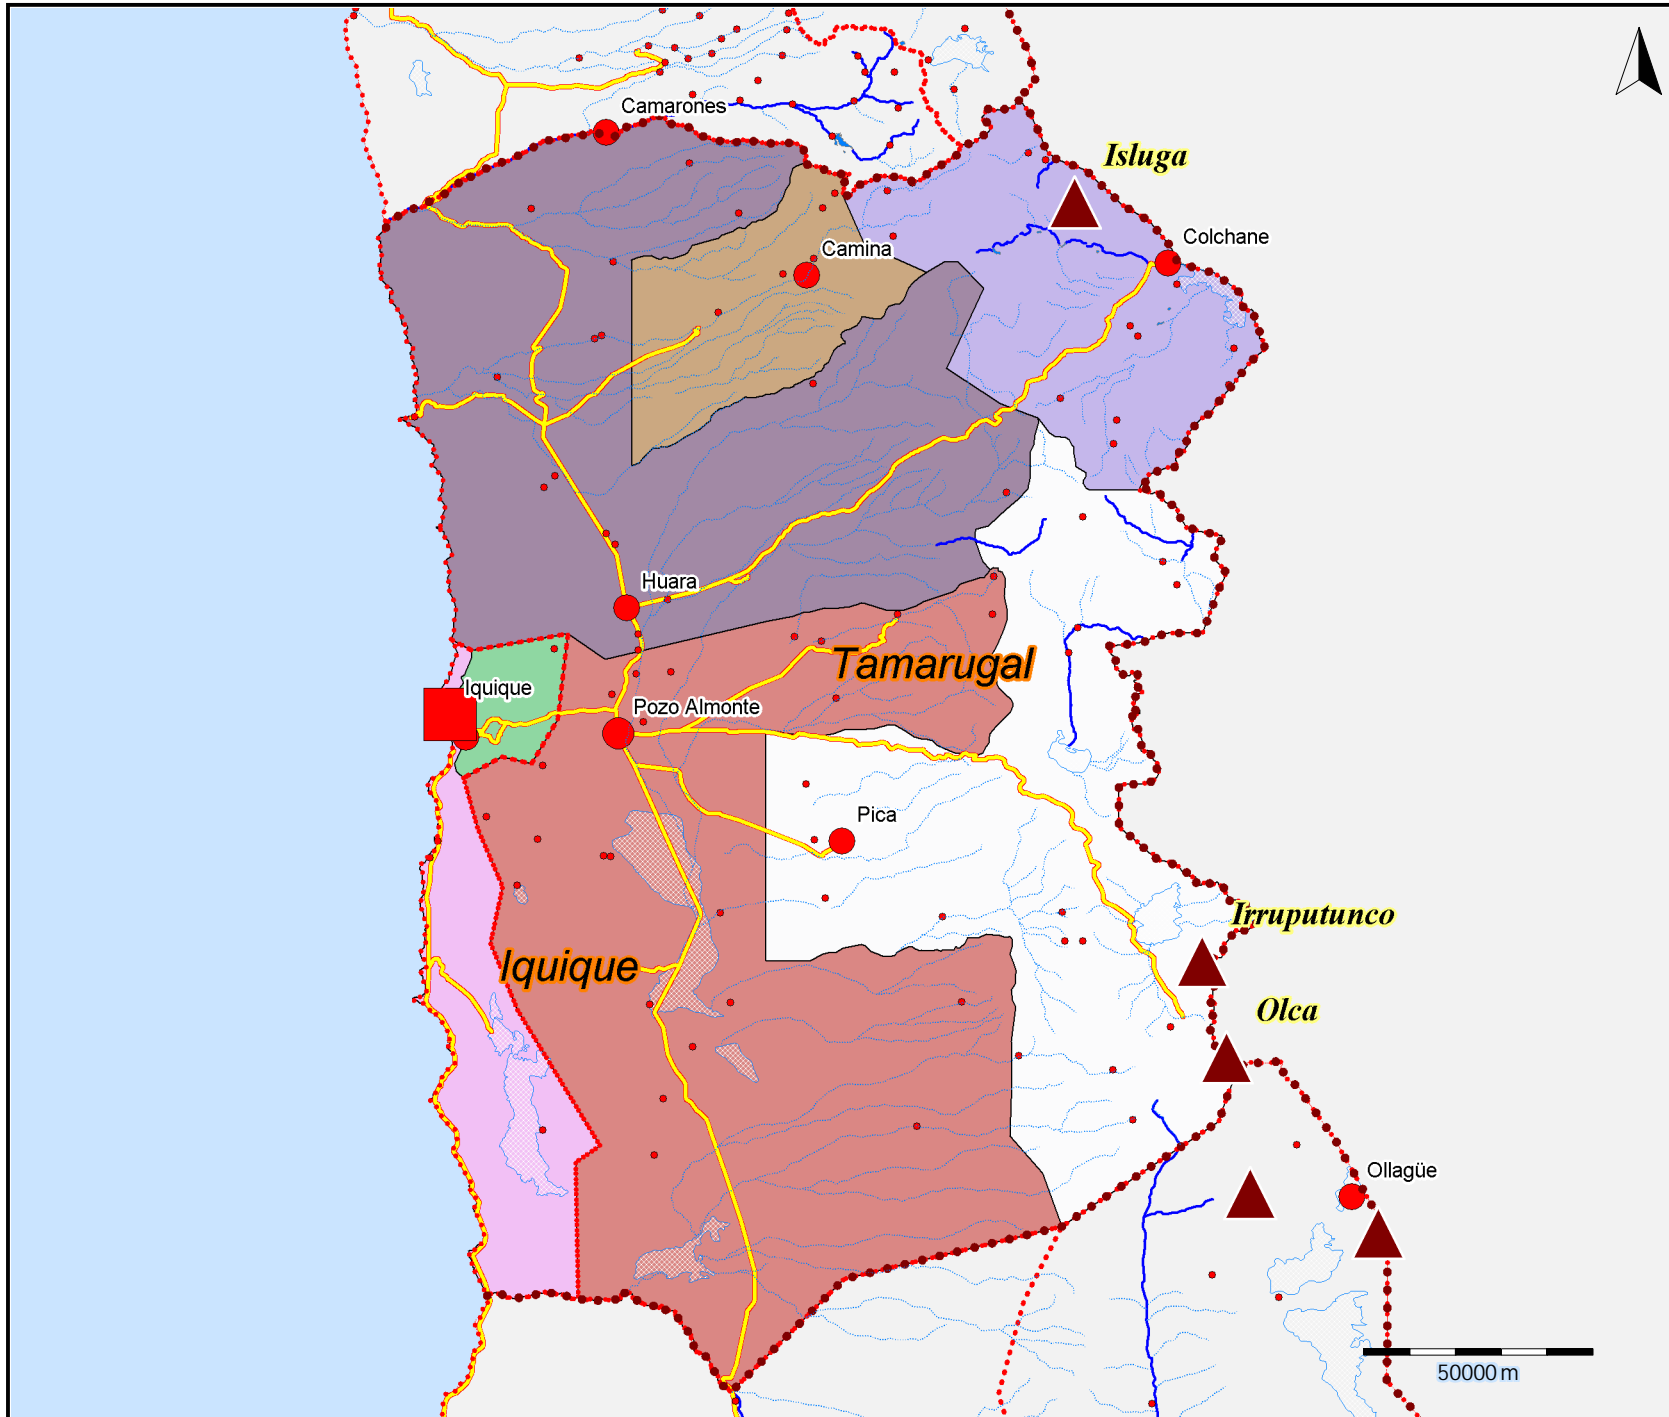 Camarones
Isluga
Colchane
Camina
Huara
Tamarugal
Iquique
Pozo Almonte
Pica
Irruputunco
Iquique
Olca
Ollagüe
50000 m